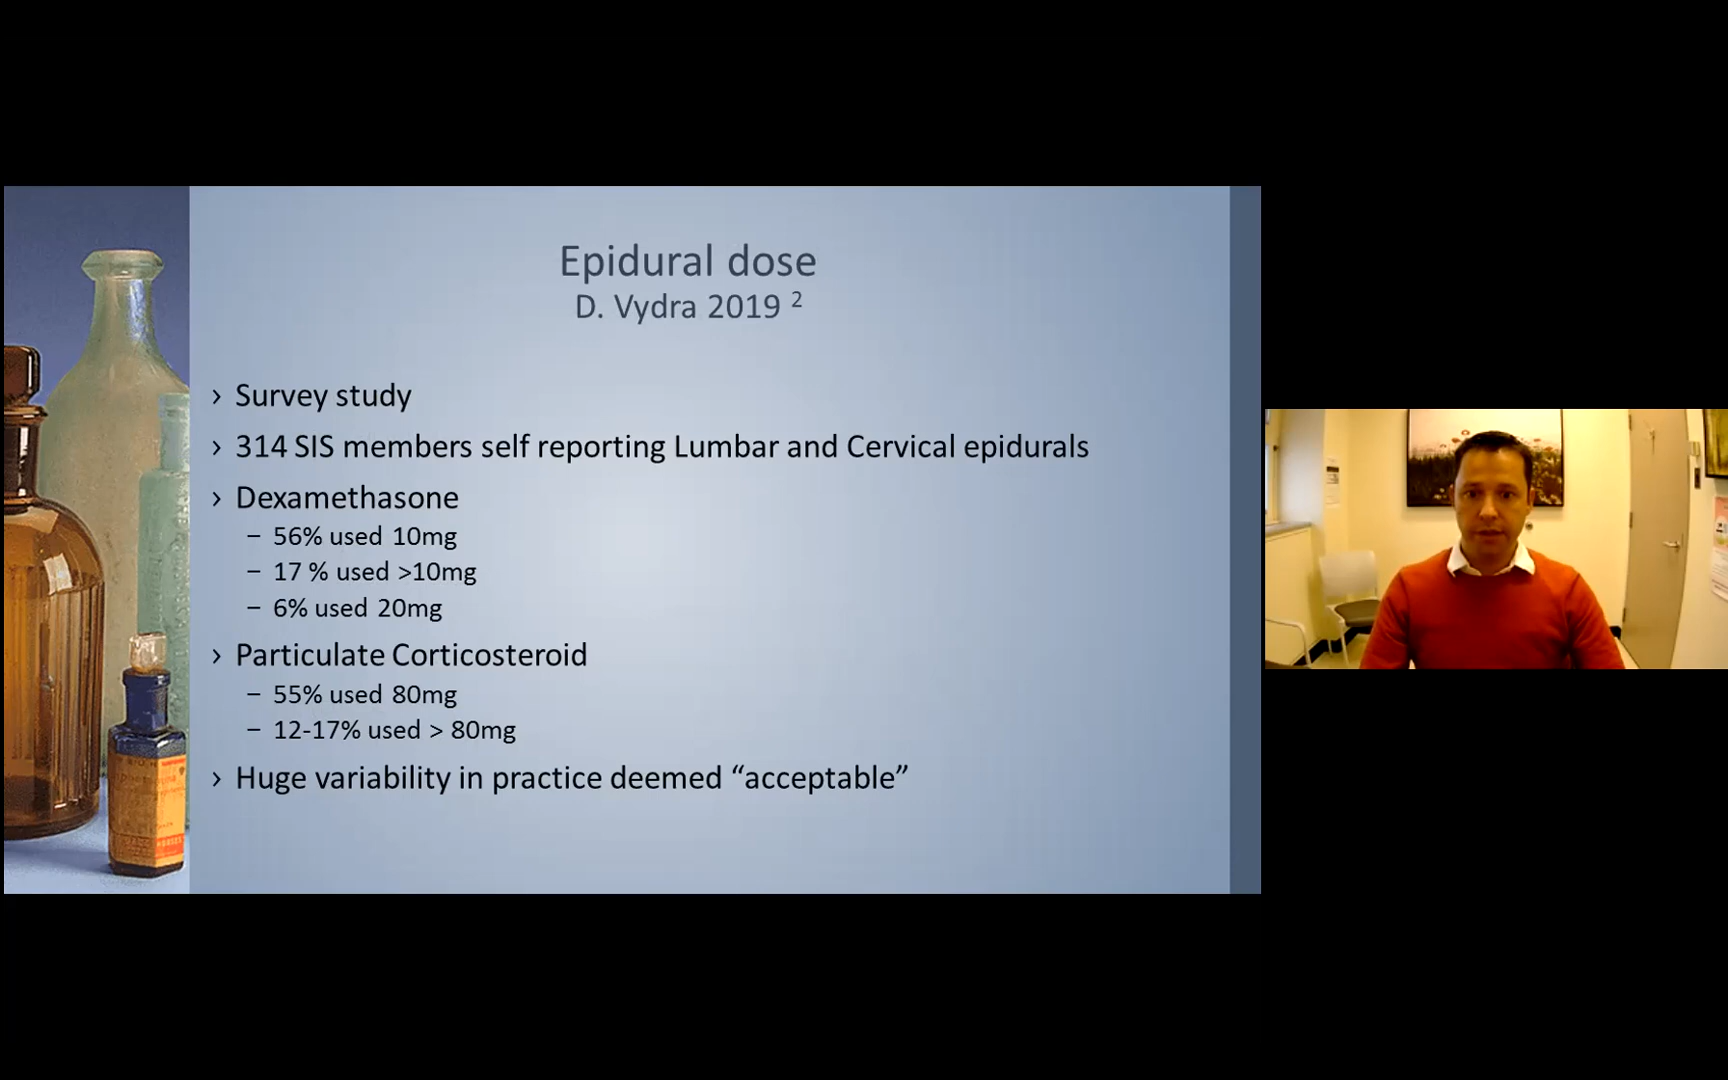 Epidural dose
D. Vydra 2019 2
› Survey study
› 314 SIS members self reporting Lumbar and Cervical epidurals
› Dexamethasone
– 56% used 10mg
– 17 % used >10mg
– 6% used 20mg
› Particulate Corticosteroid
– 55% used 80mg
– 12-17% used > 80mg
› Huge variability in practice deemed “acceptable”